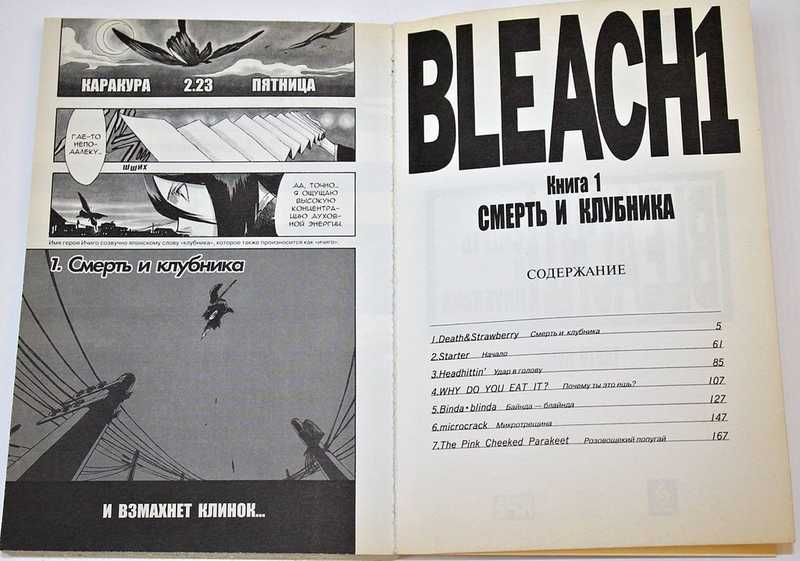 КАРАКУРА 2.23 ПЯТНИЦА
ГДЕ-ТО
НЕПО-
ДАЛЕКУ...
ШШИХ
ДА, ТОЧНО...
Я ОЩУЩАЮ
ВЫСОКУЮ
КОНЦЕНТРА-
ЦИЮ ДУХОВ-
НОЙ ЭНЕРГИИ.
Имя героя Ичиго созвучно японскому слову «клубника», которое также произносится как «ичиго».
1. Смерть и клубника
И ВЗМАХНЕТ КЛИНОК...
BLEACH1
Книга 1
СМЕРТЬ И КЛУБНИКА
СОДЕРЖАНИЕ
1.Death&Strawberry Смерть и клубника 5
2.Starter Начало 61
3.Headhittin' Удар в голову 85
4.WHY DO YOU EAT IT? Почему ты это ешь? 107
5.Binda・blinda Байнда — блайнда 127
6.microcrack Микротрещина 147
7.The Pink Cheeked Parakeet Розовощекий попугай 167